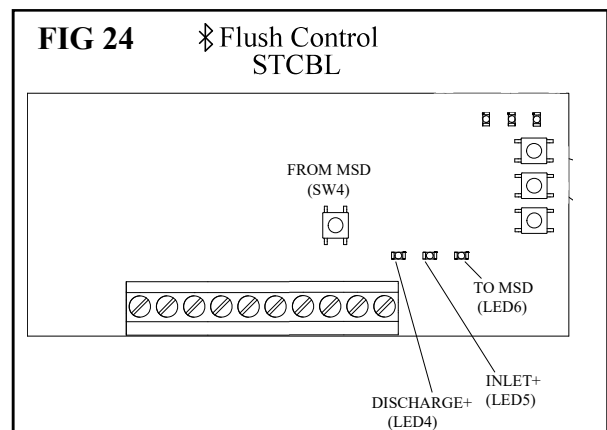 FIG 24
Flush Control
STCBL
FROM MSD
(SW4)
TO MSD
(LED6)
INLET+
(LED5)
DISCHARGE+
(LED4)